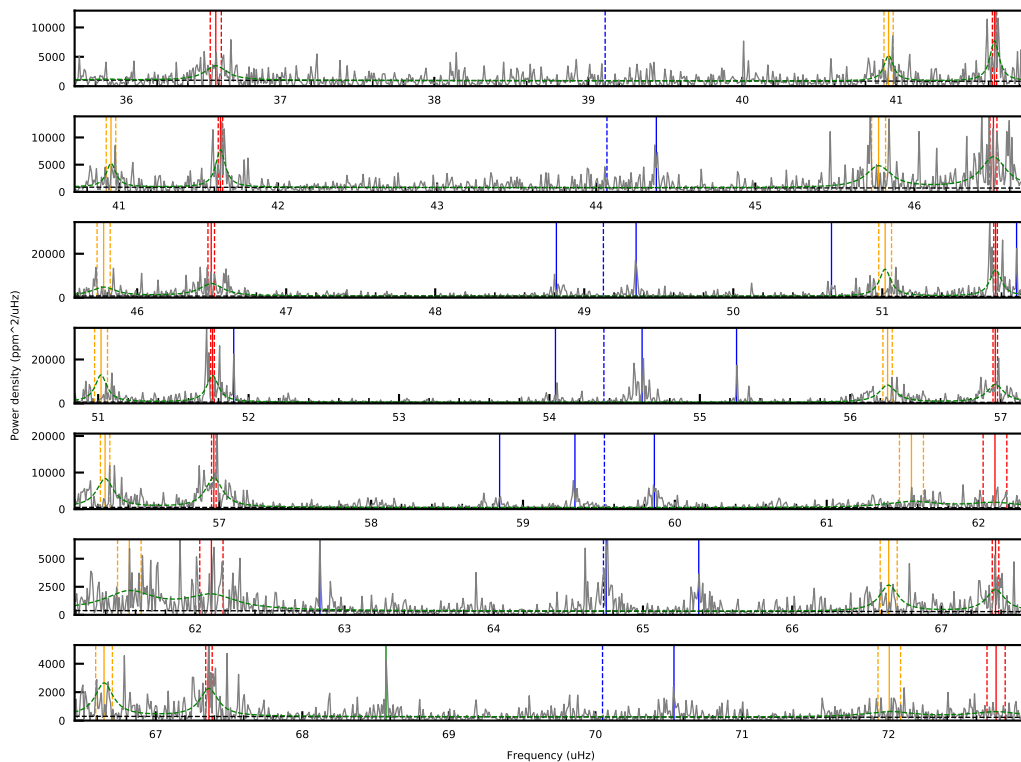 10000
5000
0
36 37 38 39 40 41
10000
5000
0
41 42 43 44 45 46
20000
0
46 47 48 49 50 51
Power density (ppm^2/uHz)
20000
0
51 52 53 54 55 56 57
20000
10000
0
57 58 59 60 61 62
5000
2500
0
62 63 64 65 66 67
4000
2000
0
67 68 69 70 71 72
Frequency (uHz)